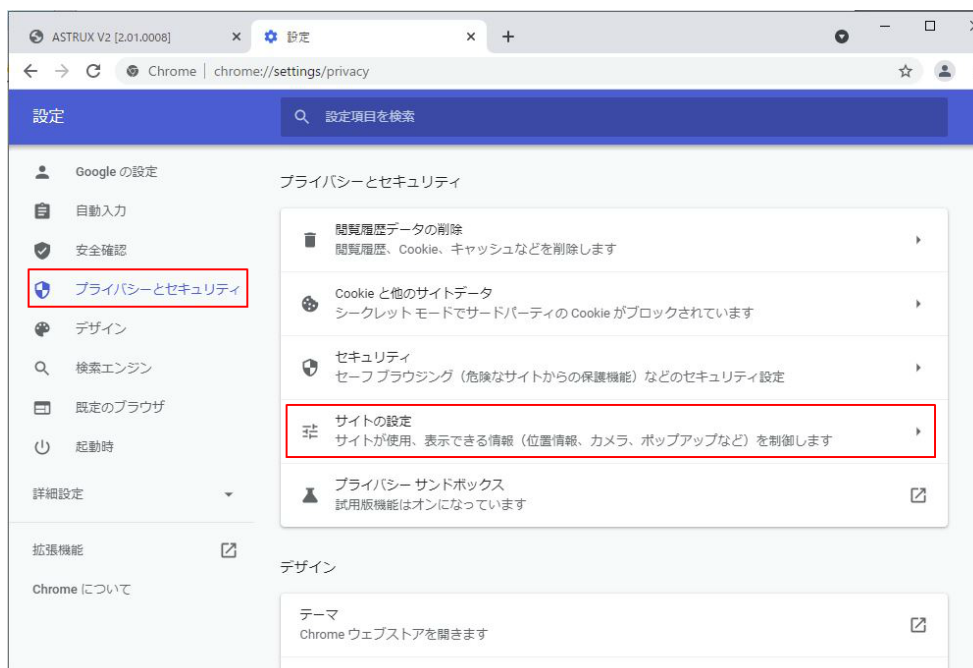 ASTRUX V2 [2.01.0008]
設定
Chrome | chrome://settings/privacy
設定
設定項目を検索
Google の設定
自動入力
安全確認
プライバシーとセキュリティ
デザイン
検索エンジン
既定のブラウザ
起動時
詳細設定
拡張機能
Chrome について
プライバシーとセキュリティ
閲覧履歴データの削除
閲覧履歴、Cookie、キャッシュなどを削除します
Cookie と他のサイトデータ
シークレット モードでサードパーティの Cookie がブロックされています
セキュリティ
セーフ ブラウジング（危険なサイトからの保護機能）などのセキュリティ設定
サイトの設定
サイトが使用、表示できる情報（位置情報、カメラ、ポップアップなど）を制御します
プライバシー サンドボックス
試用版機能はオンになっています
デザイン
テーマ
Chrome ウェブストアを開きます